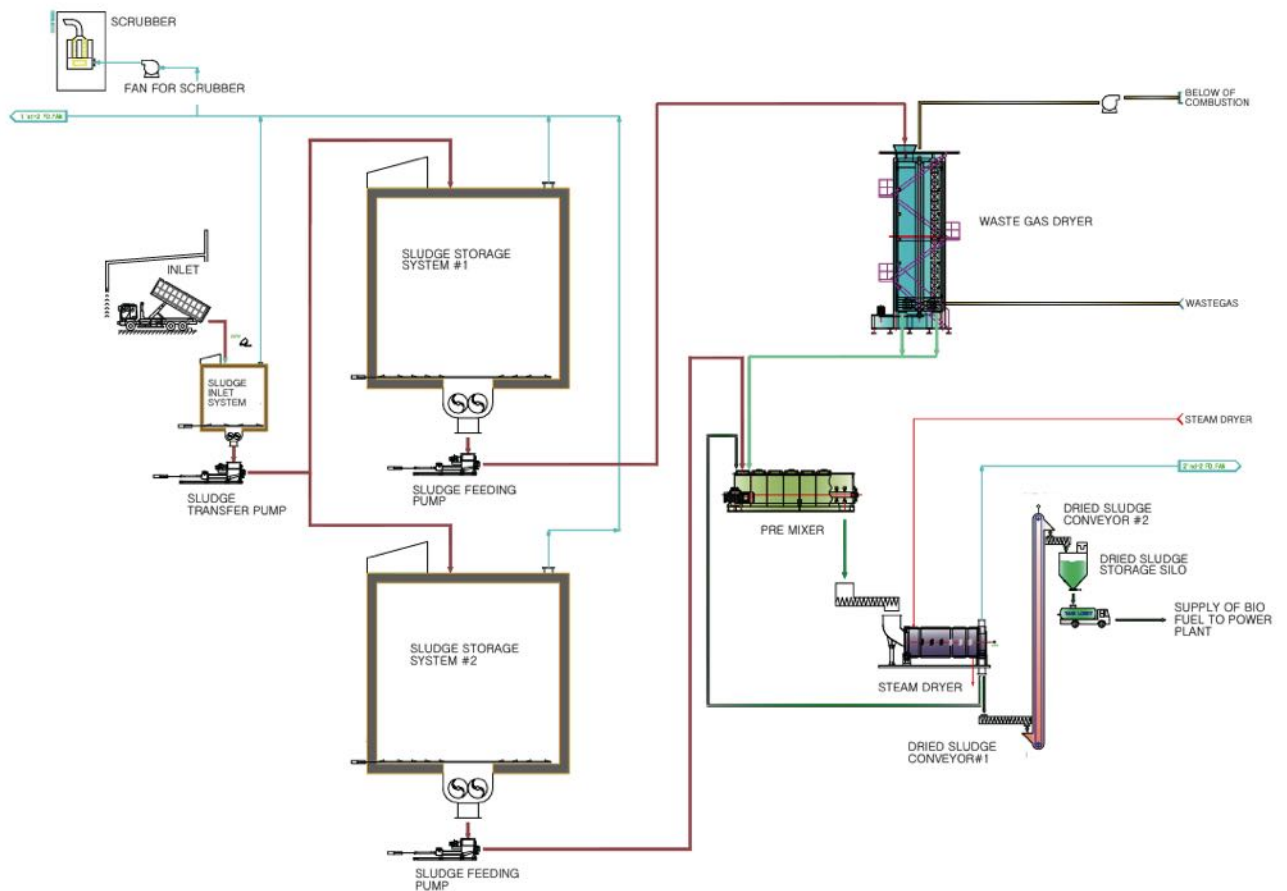 SCRUBBER
FAN FOR SCRUBBER
BELOW OF
COMBUSTION
WASTE GAS DRYER
INLET
SLUDGE STORAGE
SYSTEM #1
WASTEGAS
SLUDGE
INLET
SYSTEM
STEAM DRYER
SLUDGE
TRANSFER PUMP
SLUDGE FEEDING
PUMP
PRE MIXER
DRIED SLUDGE
CONVEYOR #2
DRIED SLUDGE
STORAGE SILO
SUPPLY OF BIO
FUEL TO POWER
PLANT
SLUDGE STORAGE
SYSTEM #2
STEAM DRYER
DRIED SLUDGE
CONVEYOR#1
SLUDGE FEEDING
PUMP